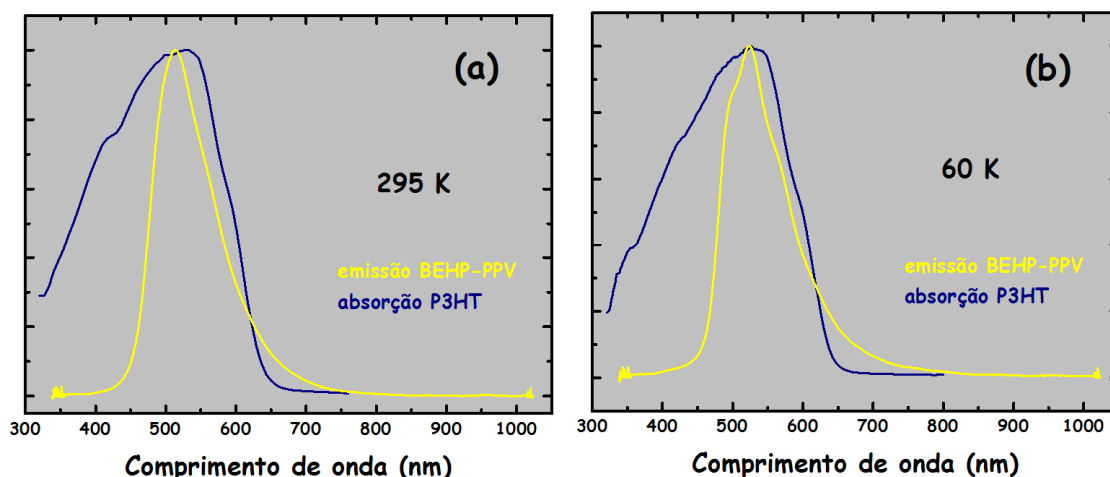 (a)
295 K
emissão BEHP-PPV
absorção P3HT
300 400 500 600 700 800 900 1000
Comprimento de onda (nm)
(b)
60 K
emissão BEHP-PPV
absorção P3HT
300 400 500 600 700 800 900 1000
Comprimento de onda (nm)